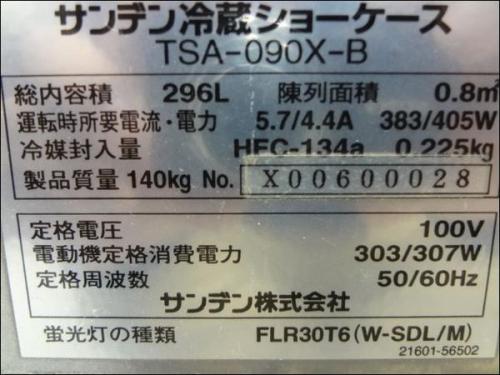 サンデン冷蔵ショーケース
TSA-090X-B
総内容積 296L 陳列面積 0.8m²
運転時所要電流・電力 5.7/4.4A 383/405W
冷媒封入量 HFC-134a 0.225kg
製品質量 140kg No. X00600028
定格電圧 100V
電動機定格消費電力 303/307W
定格周波数 50/60Hz
サンデン株式会社
蛍光灯の種類 FLR30T6(W-SDL/M)
21601-56502